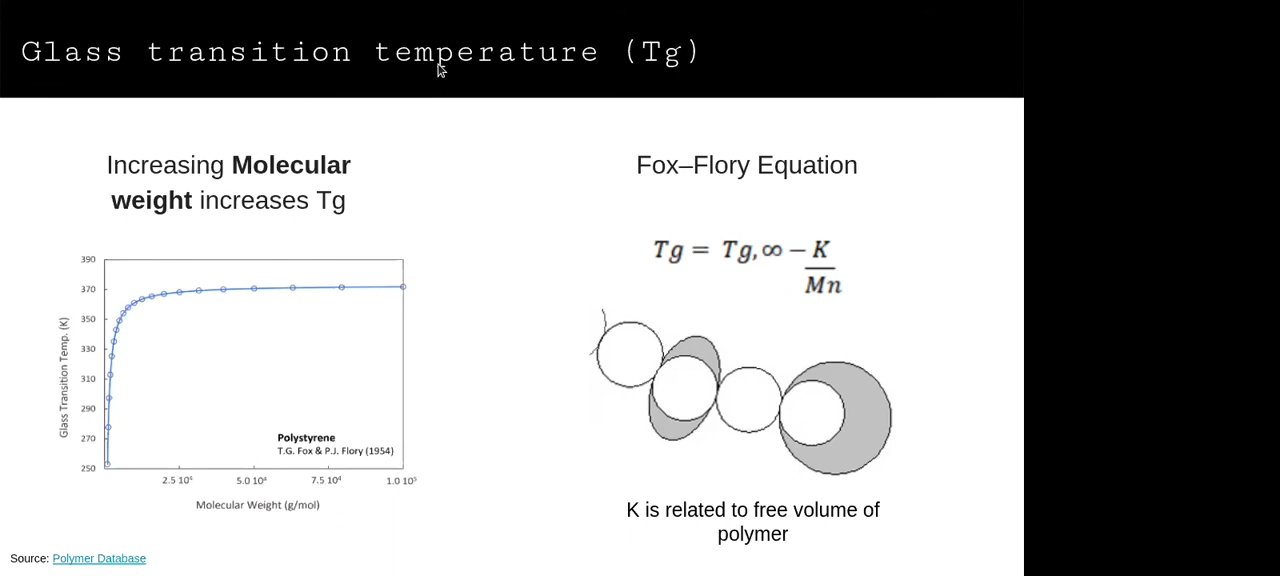 Glass transition temperature (Tg)
Increasing Molecular
weight increases Tg
390
370
350
330
310
290
270
250
Glass Transition Temp. (K)
Polystyrene
T.G. Fox & P.J. Flory (1954)
2.5 10⁴
5.0 10⁴
7.5 10⁴
1.0 10⁵
Molecular Weight (g/mol)
Source: Polymer Database
Fox–Flory Equation
Tg = Tg,∞ − K
Mn
K is related to free volume of
polymer